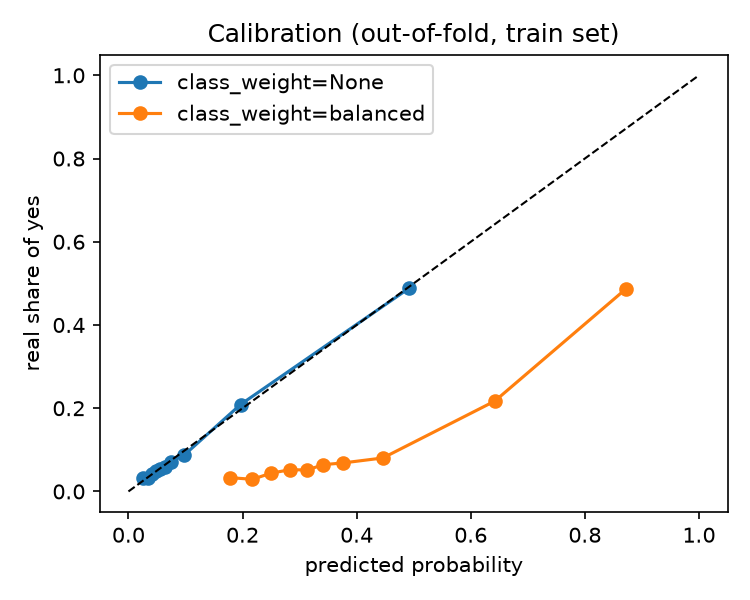 Calibration (out-of-fold, train set)
class_weight=None
class_weight=balanced
1.0
0.8
0.6
0.4
0.2
0.0
real share of yes
0.0 0.2 0.4 0.6 0.8 1.0
predicted probability